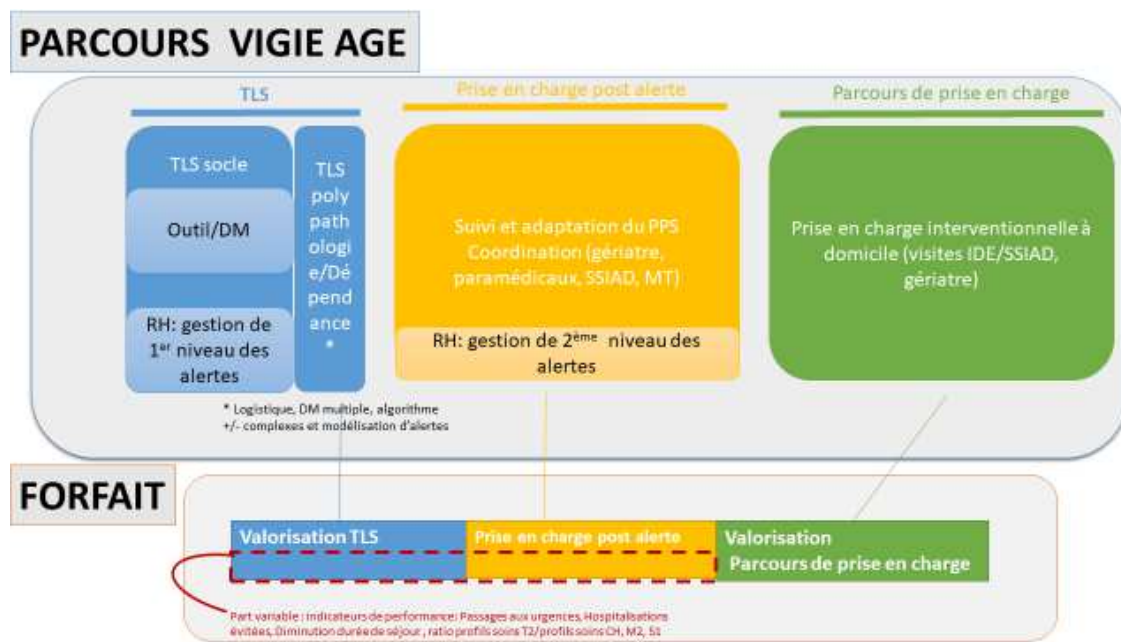 PARCOURS VIGIE AGE
TLS
Prise en charge post alerte
Parcours de prise en charge
TLS socle
Outil/DM
RH: gestion de
1er niveau des
alertes
TLS
poly
path
ologi
e/Dé
pend
ance
*
Suivi et adaptation du PPS
Coordination (gériatre,
paramédicaux, SSIAD, MT)
RH: gestion de 2ème niveau des
alertes
Prise en charge interventionnelle à
domicile (visites IDE/SSIAD,
gériatre)
* Logistique, DM multiple, algorithme
+/- complexes et modélisation d'alertes
FORFAIT
Valorisation TLS
Prise en charge post alerte
Valorisation
Parcours de prise en charge
Part variable : indicateurs de performance: Passages aux urgences, Hospitalisations
évitées, Diminution durée de séjour , ratio profils soins T2/profils soins CH, M2, S1